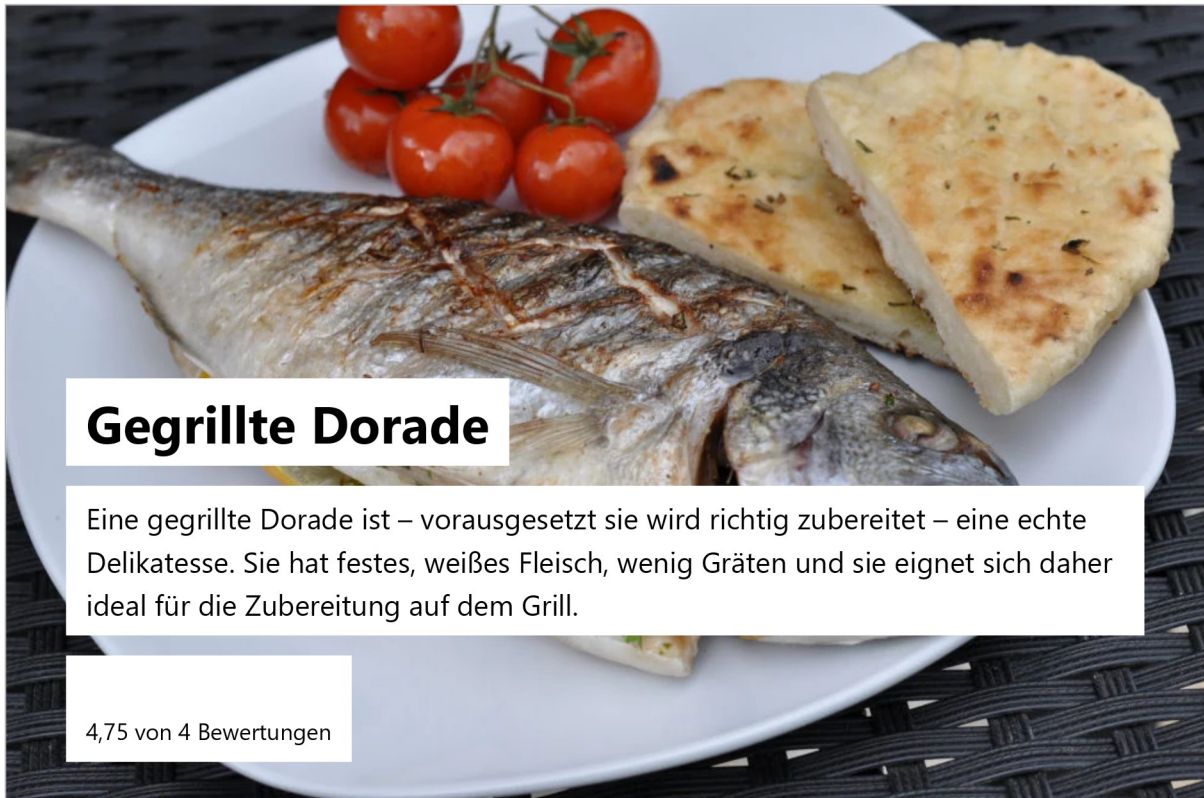 Gegrillte Dorade
Eine gegrillte Dorade ist – vorausgesetzt sie wird richtig zubereitet – eine echte
Delikatesse. Sie hat festes, weißes Fleisch, wenig Gräten und sie eignet sich daher
ideal für die Zubereitung auf dem Grill.
4,75 von 4 Bewertungen